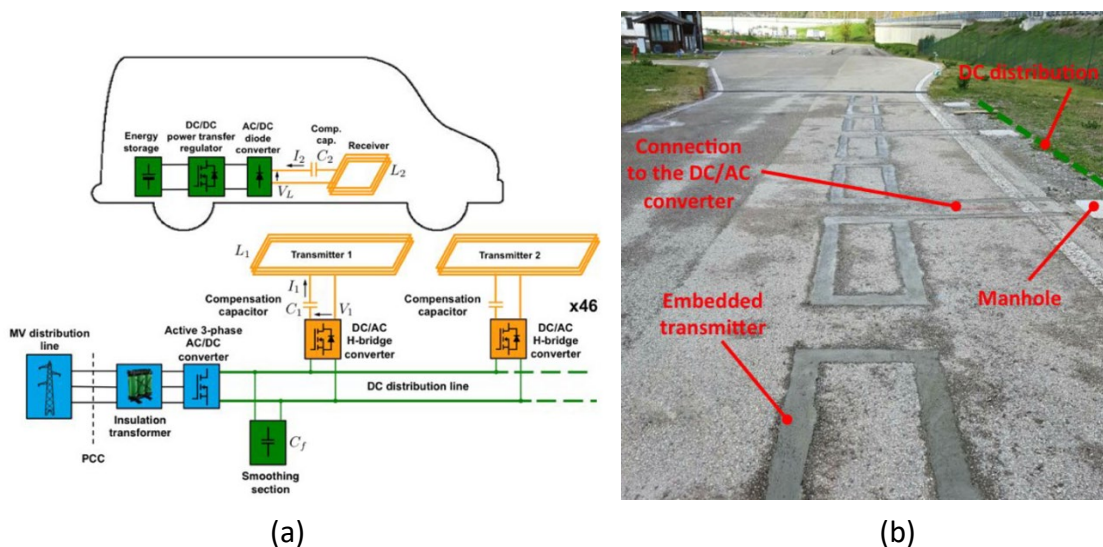 Energy
storage
DC/DC
power transfer
regulator
AC/DC
diode
converter
Comp.
cap.
I₂
C₂
Receiver
L₂
V_L
L₁
Transmitter 1
Transmitter 2
I₁
Compensation
capacitor
C₁
V₁
Compensation
capacitor
x46
DC/AC
H-bridge
converter
DC/AC
H-bridge
converter
MV distribution
line
Active 3-phase
AC/DC
converter
DC distribution line
Insulation
transformer
PCC
C_f
Smoothing
section
(a)
DC distribution
Connection
to the DC/AC
converter
Manhole
Embedded
transmitter
(b)